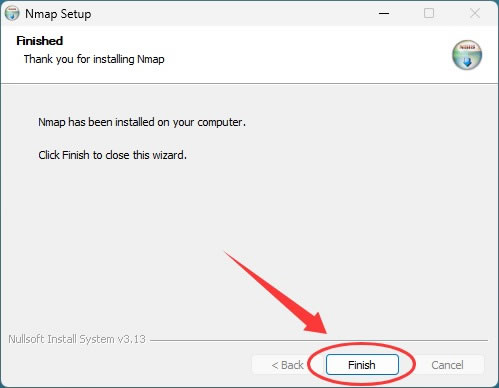 Nmap Setup
Finished
Thank you for installing Nmap
Nmap has been installed on your computer.
Click Finish to close this wizard.
Nullsoft Install System v3.13
< Back
Finish
Cancel